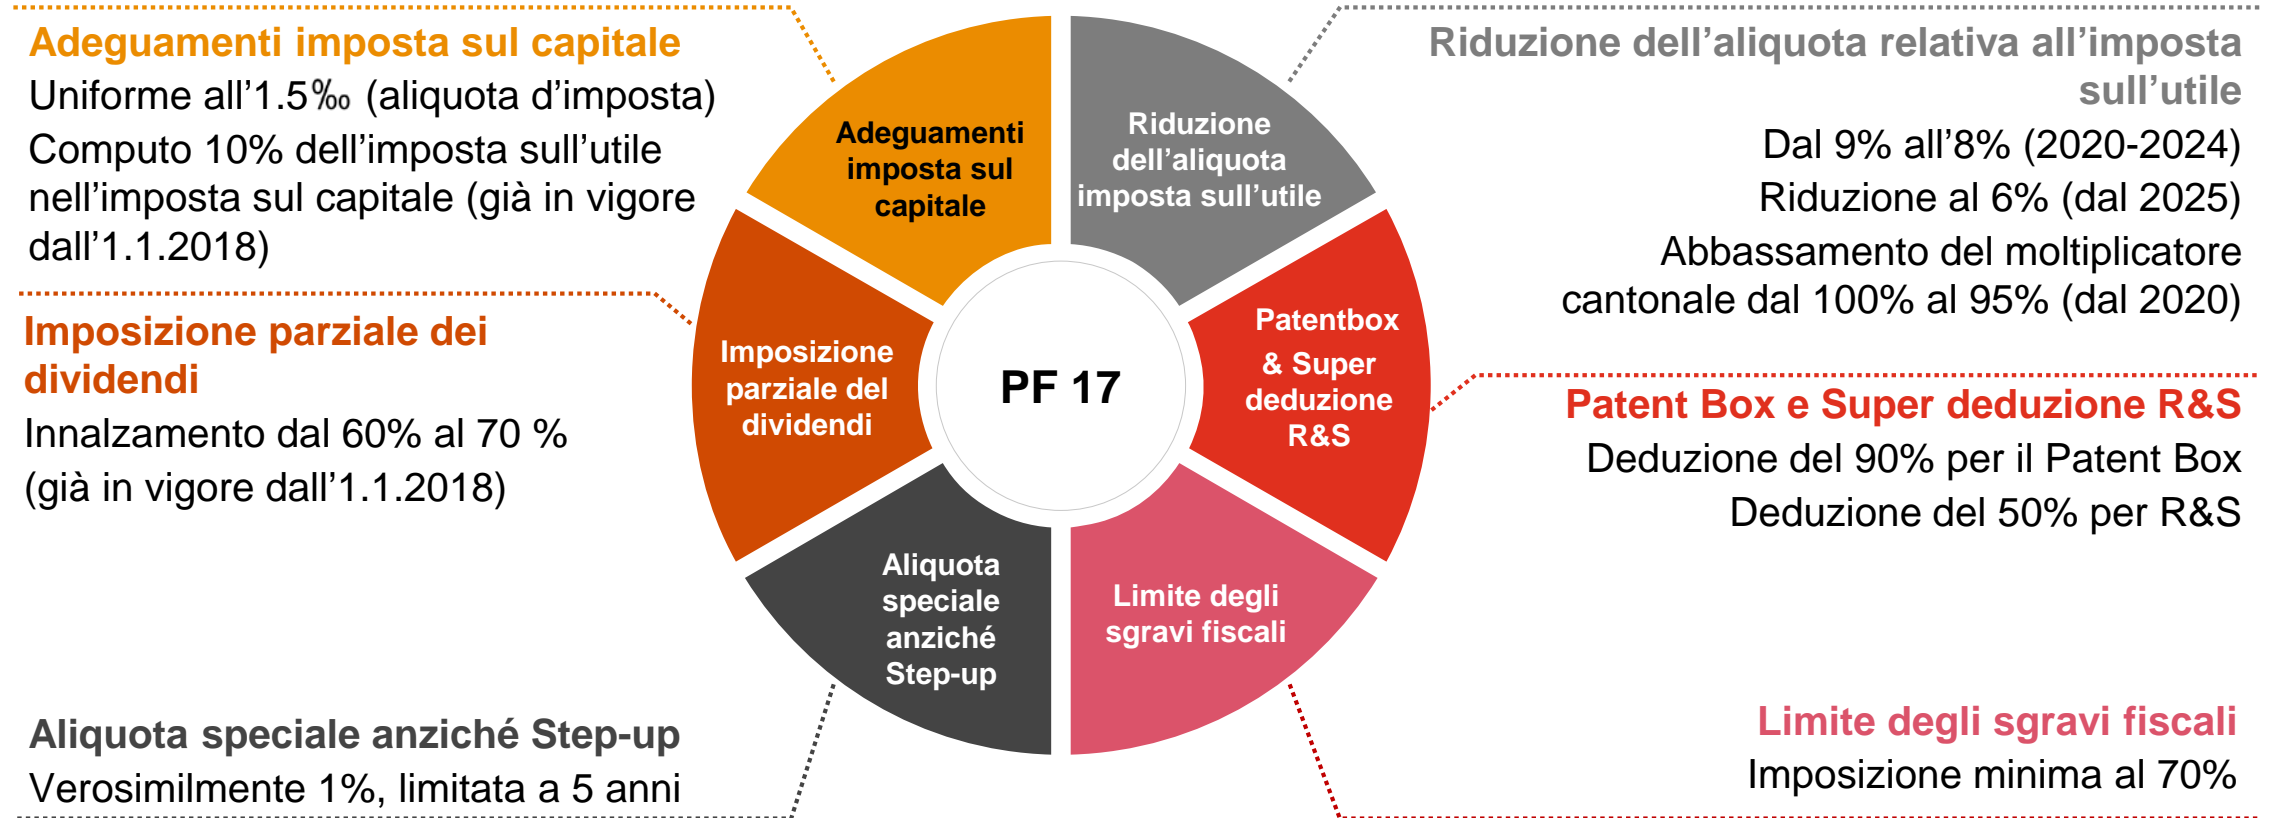 Adeguamenti imposta sul capitale
Uniforme all’1.5‰ (aliquota d’imposta)
Computo 10% dell’imposta sull’utile
nell’imposta sul capitale (già in vigore
dall’1.1.2018)
Imposizione parziale dei
dividendi
Innalzamento dal 60% al 70 %
(già in vigore dall’1.1.2018)
Aliquota speciale anziché Step-up
Verosimilmente 1%, limitata a 5 anni
Adeguamenti
imposta sul
capitale
Riduzione
dell’aliquota
imposta sull’utile
Imposizione
parziale del
dividendi
PF 17
Patentbox
& Super
deduzione
R&S
Aliquota
speciale
anziché
Step-up
Limite degli
sgravi fiscali
Riduzione dell’aliquota relativa all’imposta
sull’utile
Dal 9% all’8% (2020-2024)
Riduzione al 6% (dal 2025)
Abbassamento del moltiplicatore
cantonale dal 100% al 95% (dal 2020)
Patent Box e Super deduzione R&S
Deduzione del 90% per il Patent Box
Deduzione del 50% per R&S
Limite degli sgravi fiscali
Imposizione minima al 70%